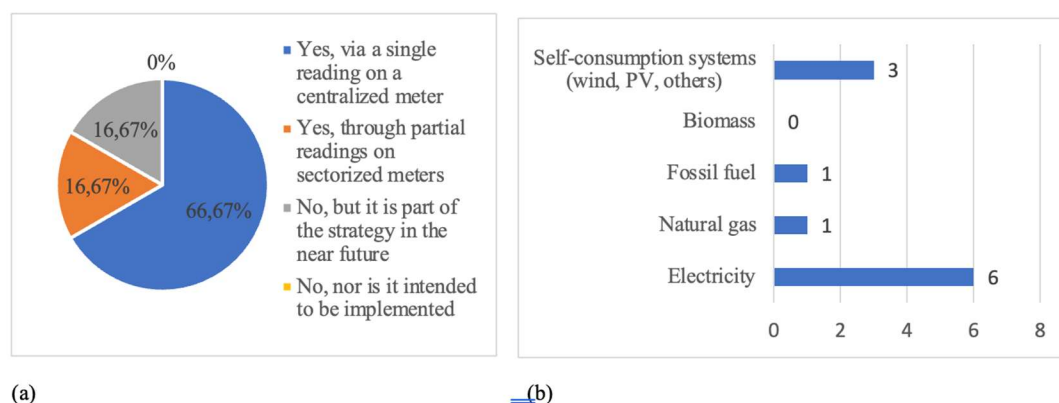 0%
16,67%
16,67%
66,67%
Yes, via a single
reading on a
centralized meter
Yes, through partial
readings on
sectorized meters
No, but it is part of
the strategy in the
near future
No, nor is it intended
to be implemented
Self-consumption systems
(wind, PV, others)
3
Biomass
0
Fossil fuel
1
Natural gas
1
Electricity
6
0 2 4 6 8
(a) (b)